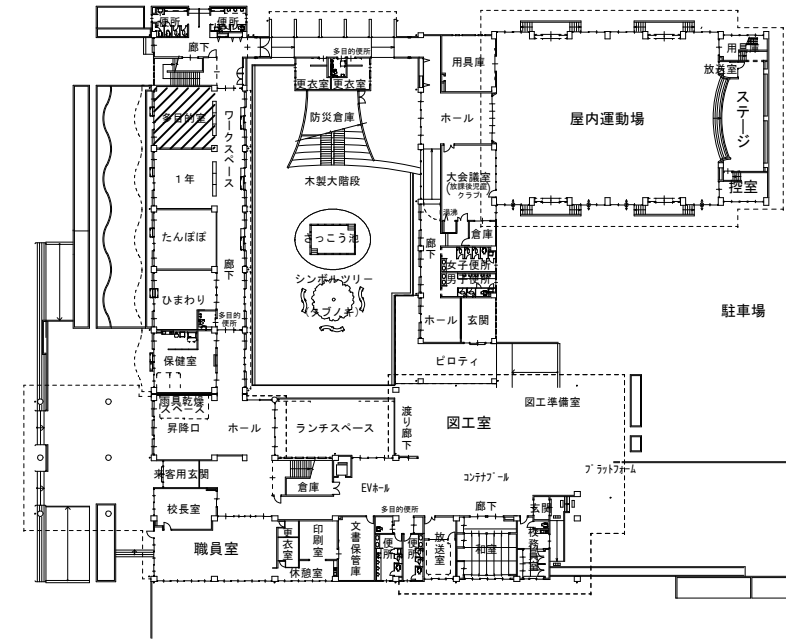 便所
便所
廊下
多目的便所
更衣室
更衣室
用具庫
用具
放送室
防災倉庫
ホール
屋内運動場
ステージ
多目的室
ワークスペース
1年
木製大階段
大会議室
(放課後児童
クラブ)
控室
湯沸
倉庫
たんぽぽ
さっこう池
廊下
廊下
女子便所
シンボルツリー
男子便所
ひまわり
(タブノキ)
駐車場
多目的
便所
ホール
玄関
保健室
ピロティ
雨具乾燥
スペース
昇降口
ホール
ランチスペース
渡り廊下
図工室
図工準備室
来客用玄関
倉庫
EVホール
コンテナプール
プラットフォーム
校長室
多目的便所
廊下
玄関
職員室
更衣室
印刷室
文書保管庫
便所
便所
放送室
和室
校務員室
休憩室